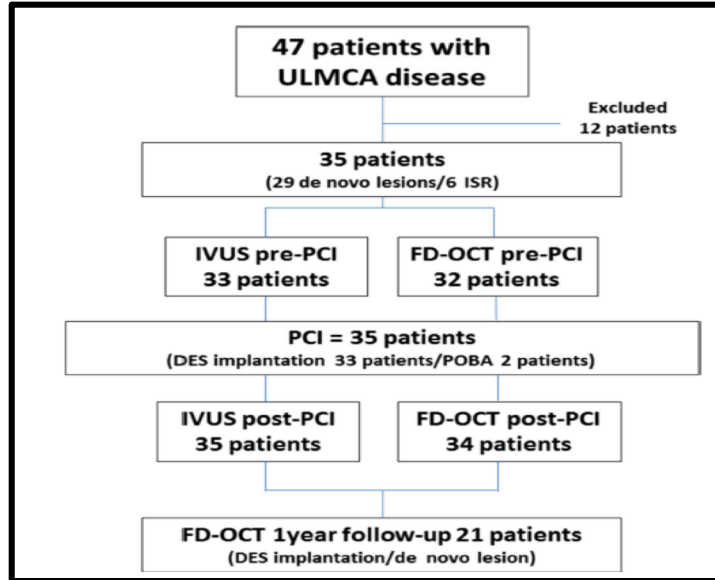 47 patients with
ULMCA disease
Excluded
12 patients
35 patients
(29 de novo lesions/6 ISR)
IVUS pre-PCI
33 patients
FD-OCT pre-PCI
32 patients
PCI = 35 patients
(DES implantation 33 patients/POBA 2 patients)
IVUS post-PCI
35 patients
FD-OCT post-PCI
34 patients
FD-OCT 1year follow-up 21 patients
(DES implantation/de novo lesion)